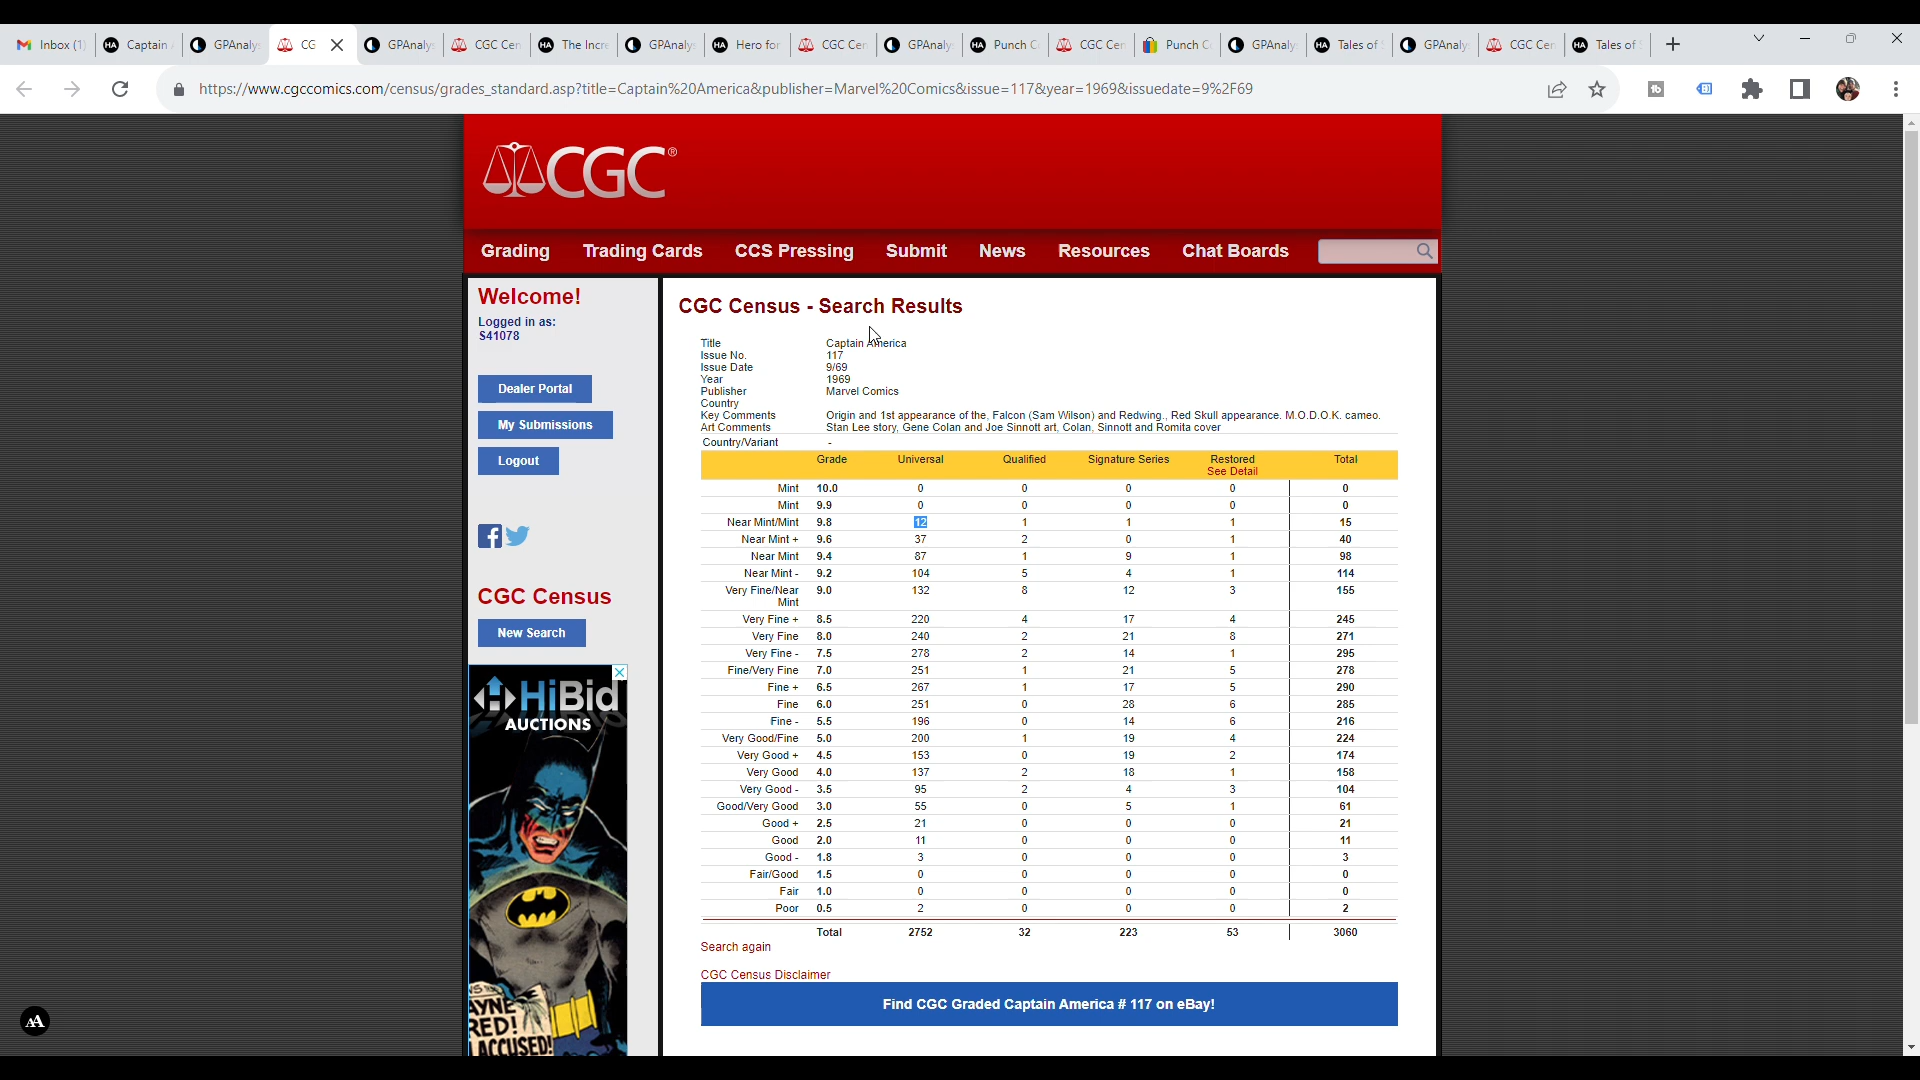 Inbox (1
Captain
GPAnaly
CG
GPAnaly
CGC Cen
The Incre
GPAnaly
Hero for
CGC Cen
GPAnaly
Punch C
CGC Cen
Punch C
GPAnaly
Tales of
GPAnaly
CGC Cen
Tales of
https://www.cgccomics.com/census/grades_standard.asp?title=Captain%20America&publisher=Marvel%20Comics&issue=117&year=1969&issuedate=9%2F69
CGC®
Grading Trading Cards CCS Pressing Submit News Resources Chat Boards
Welcome!
Logged in as:
S41078
Dealer Portal
My Submissions
Logout
CGC Census
New Search
HiBid
AUCTIONS
AYNE
RED!
ACCUSED!
CGC Census - Search Results
Title Captain America
Issue No. 117
Issue Date 9/69
Year 1969
Publisher Marvel Comics
Country
Key Comments Origin and 1st appearance of the, Falcon (Sam Wilson) and Redwing., Red Skull appearance. M.O.D.O.K. cameo.
Art Comments Stan Lee story, Gene Colan and Joe Sinnott art, Colan, Sinnott and Romita cover
Country/Variant -
Grade Universal Qualified Signature Series Restored Total
See Detail
Mint 10.0 0 0 0 0 0
Mint 9.9 0 0 0 0 0
Near Mint/Mint 9.8 12 1 1 1 15
Near Mint + 9.6 37 2 0 1 40
Near Mint 9.4 87 1 9 1 98
Near Mint - 9.2 104 5 4 1 114
Very Fine/Near 9.0 132 8 12 3 155
Mint
Very Fine + 8.5 220 4 17 4 245
Very Fine 8.0 240 2 21 8 271
Very Fine - 7.5 278 2 14 1 295
Fine/Very Fine 7.0 251 1 21 5 278
Fine + 6.5 267 1 17 5 290
Fine 6.0 251 0 28 6 285
Fine - 5.5 196 0 14 6 216
Very Good/Fine 5.0 200 1 19 4 224
Very Good + 4.5 153 0 19 2 174
Very Good 4.0 137 2 18 1 158
Very Good - 3.5 95 2 4 3 104
Good/Very Good 3.0 55 0 5 1 61
Good + 2.5 21 0 0 0 21
Good 2.0 11 0 0 0 11
Good - 1.8 3 0 0 0 3
Fair/Good 1.5 0 0 0 0 0
Fair 1.0 0 0 0 0 0
Poor 0.5 2 0 0 0 2
Total 2752 32 223 53 3060
Search again
CGC Census Disclaimer
Find CGC Graded Captain America # 117 on eBay!